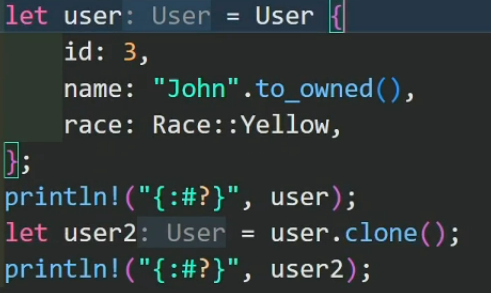 let user: User = User {
    id: 3,
    name: "John".to_owned(),
    race: Race::Yellow,
};
println!("{:#?}", user);
let user2: User = user.clone();
println!("{:#?}", user2);